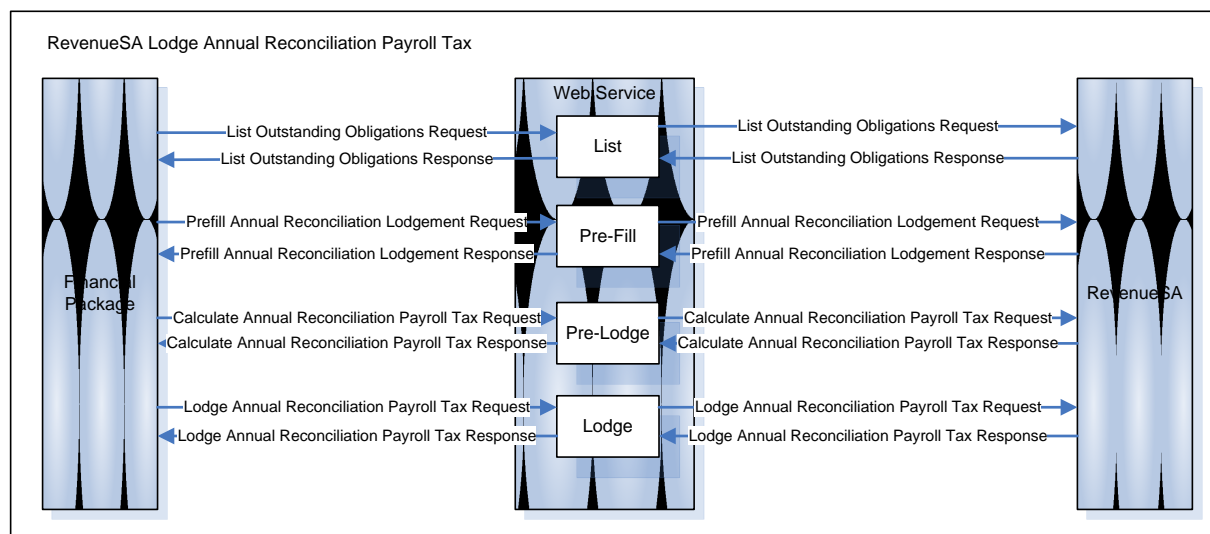 RevenueSA Lodge Annual Reconciliation Payroll Tax
Web Service
List Outstanding Obligations Request
List
List Outstanding Obligations Request
List Outstanding Obligations Response
List Outstanding Obligations Response
Prefill Annual Reconciliation Lodgement Request
Pre-Fill
Prefill Annual Reconciliation Lodgement Request
Prefill Annual Reconciliation Lodgement Response
Prefill Annual Reconciliation Lodgement Response
Financial
Package
RevenueSA
Calculate Annual Reconciliation Payroll Tax Request
Pre-Lodge
Calculate Annual Reconciliation Payroll Tax Request
Calculate Annual Reconciliation Payroll Tax Response
Calculate Annual Reconciliation Payroll Tax Response
Lodge Annual Reconciliation Payroll Tax Request
Lodge
Lodge Annual Reconciliation Payroll Tax Request
Lodge Annual Reconciliation Payroll Tax Response
Lodge Annual Reconciliation Payroll Tax Response